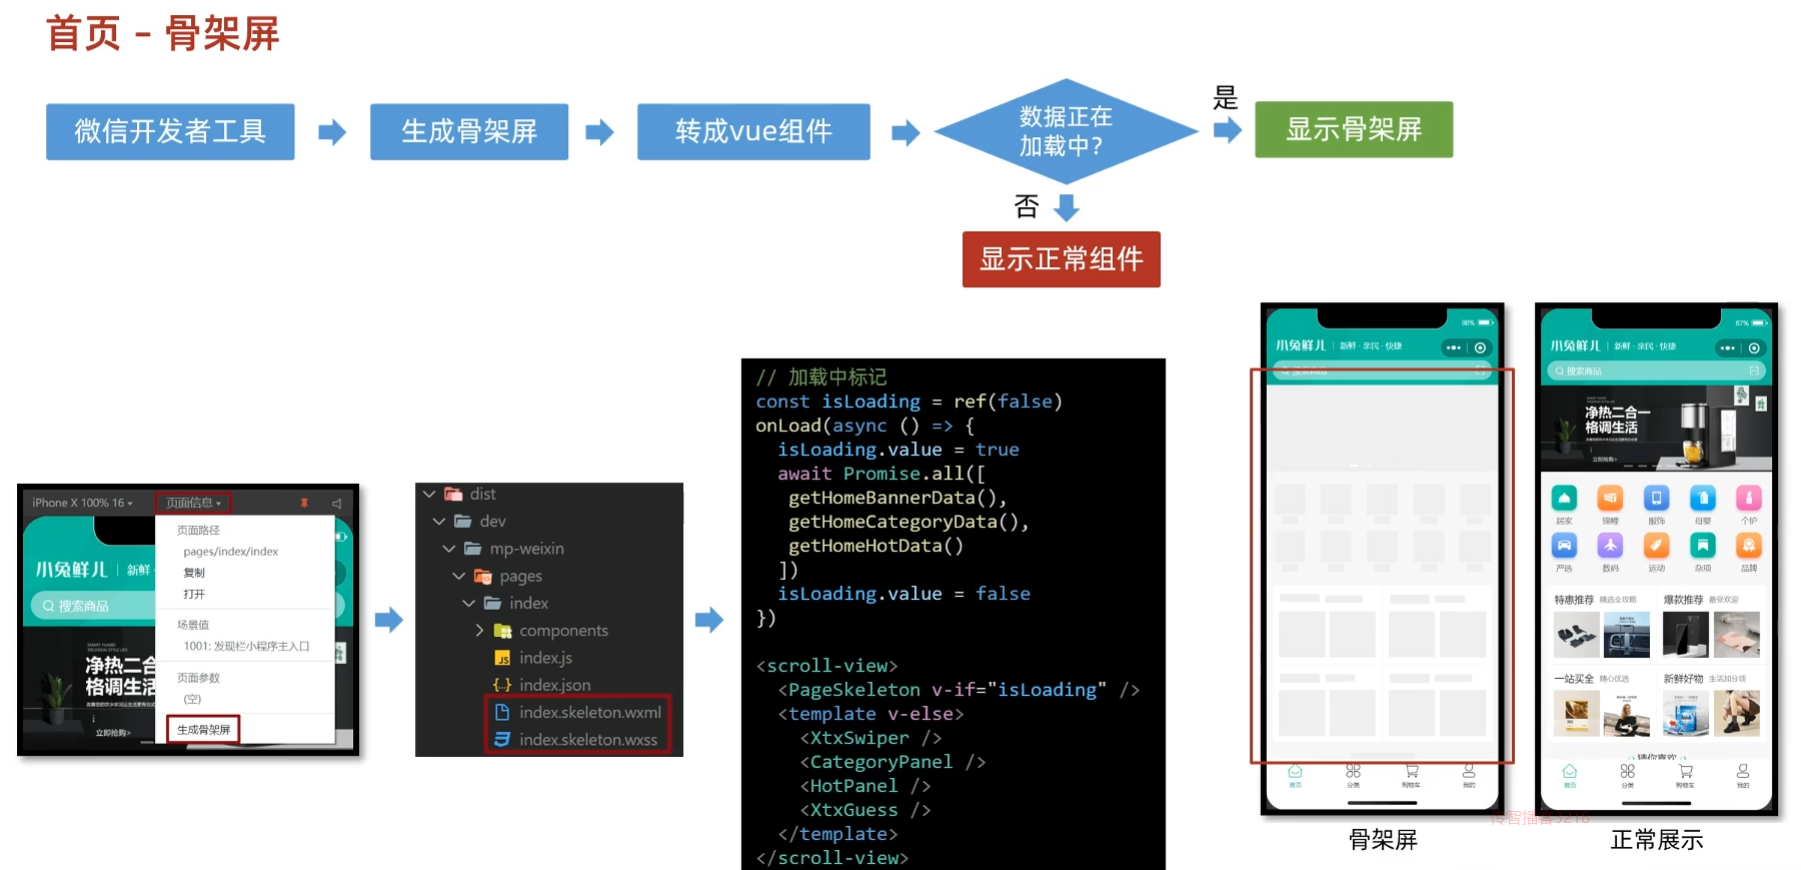 首页 - 骨架屏
微信开发者工具
生成骨架屏
转成vue组件
数据正在
加载中?
是
显示骨架屏
否
显示正常组件
iPhone X 100% 16
页面信息
页面路径
pages/index/index
复制
打开
场景值
1001: 发现栏小程序主入口
页面参数
(空)
生成骨架屏
小兔鲜儿
新鲜
搜索商品
净热二合
格调生活
立即抢购>
dist
dev
mp-weixin
pages
index
components
index.js
index.json
index.skeleton.wxml
index.skeleton.wxss
// 加载中标记
const isLoading = ref(false)
onLoad(async () => {
isLoading.value = true
await Promise.all([
getHomeBannerData(),
getHomeCategoryData(),
getHomeHotData()
])
isLoading.value = false
})
<scroll-view>
<PageSkeleton v-if="isLoading" />
<template v-else>
<XtxSwiper />
<CategoryPanel />
<HotPanel />
<XtxGuess />
</template>
</scroll-view>
小兔鲜儿 新鲜·亲民·快捷
搜索商品
首页 分类 购物车 我的
骨架屏
87%
小兔鲜儿 新鲜·亲民·快捷
搜索商品
净热二合一
格调生活
立即抢购>
居家 锦鲤 服饰 母婴 个护
严选 数码 运动 杂项 品牌
特惠推荐 精选全攻略 爆款推荐 最受欢迎
一站买全 精心优选 新鲜好物 生活加分项
猜你喜欢
首页 分类 购物车 我的
正常展示